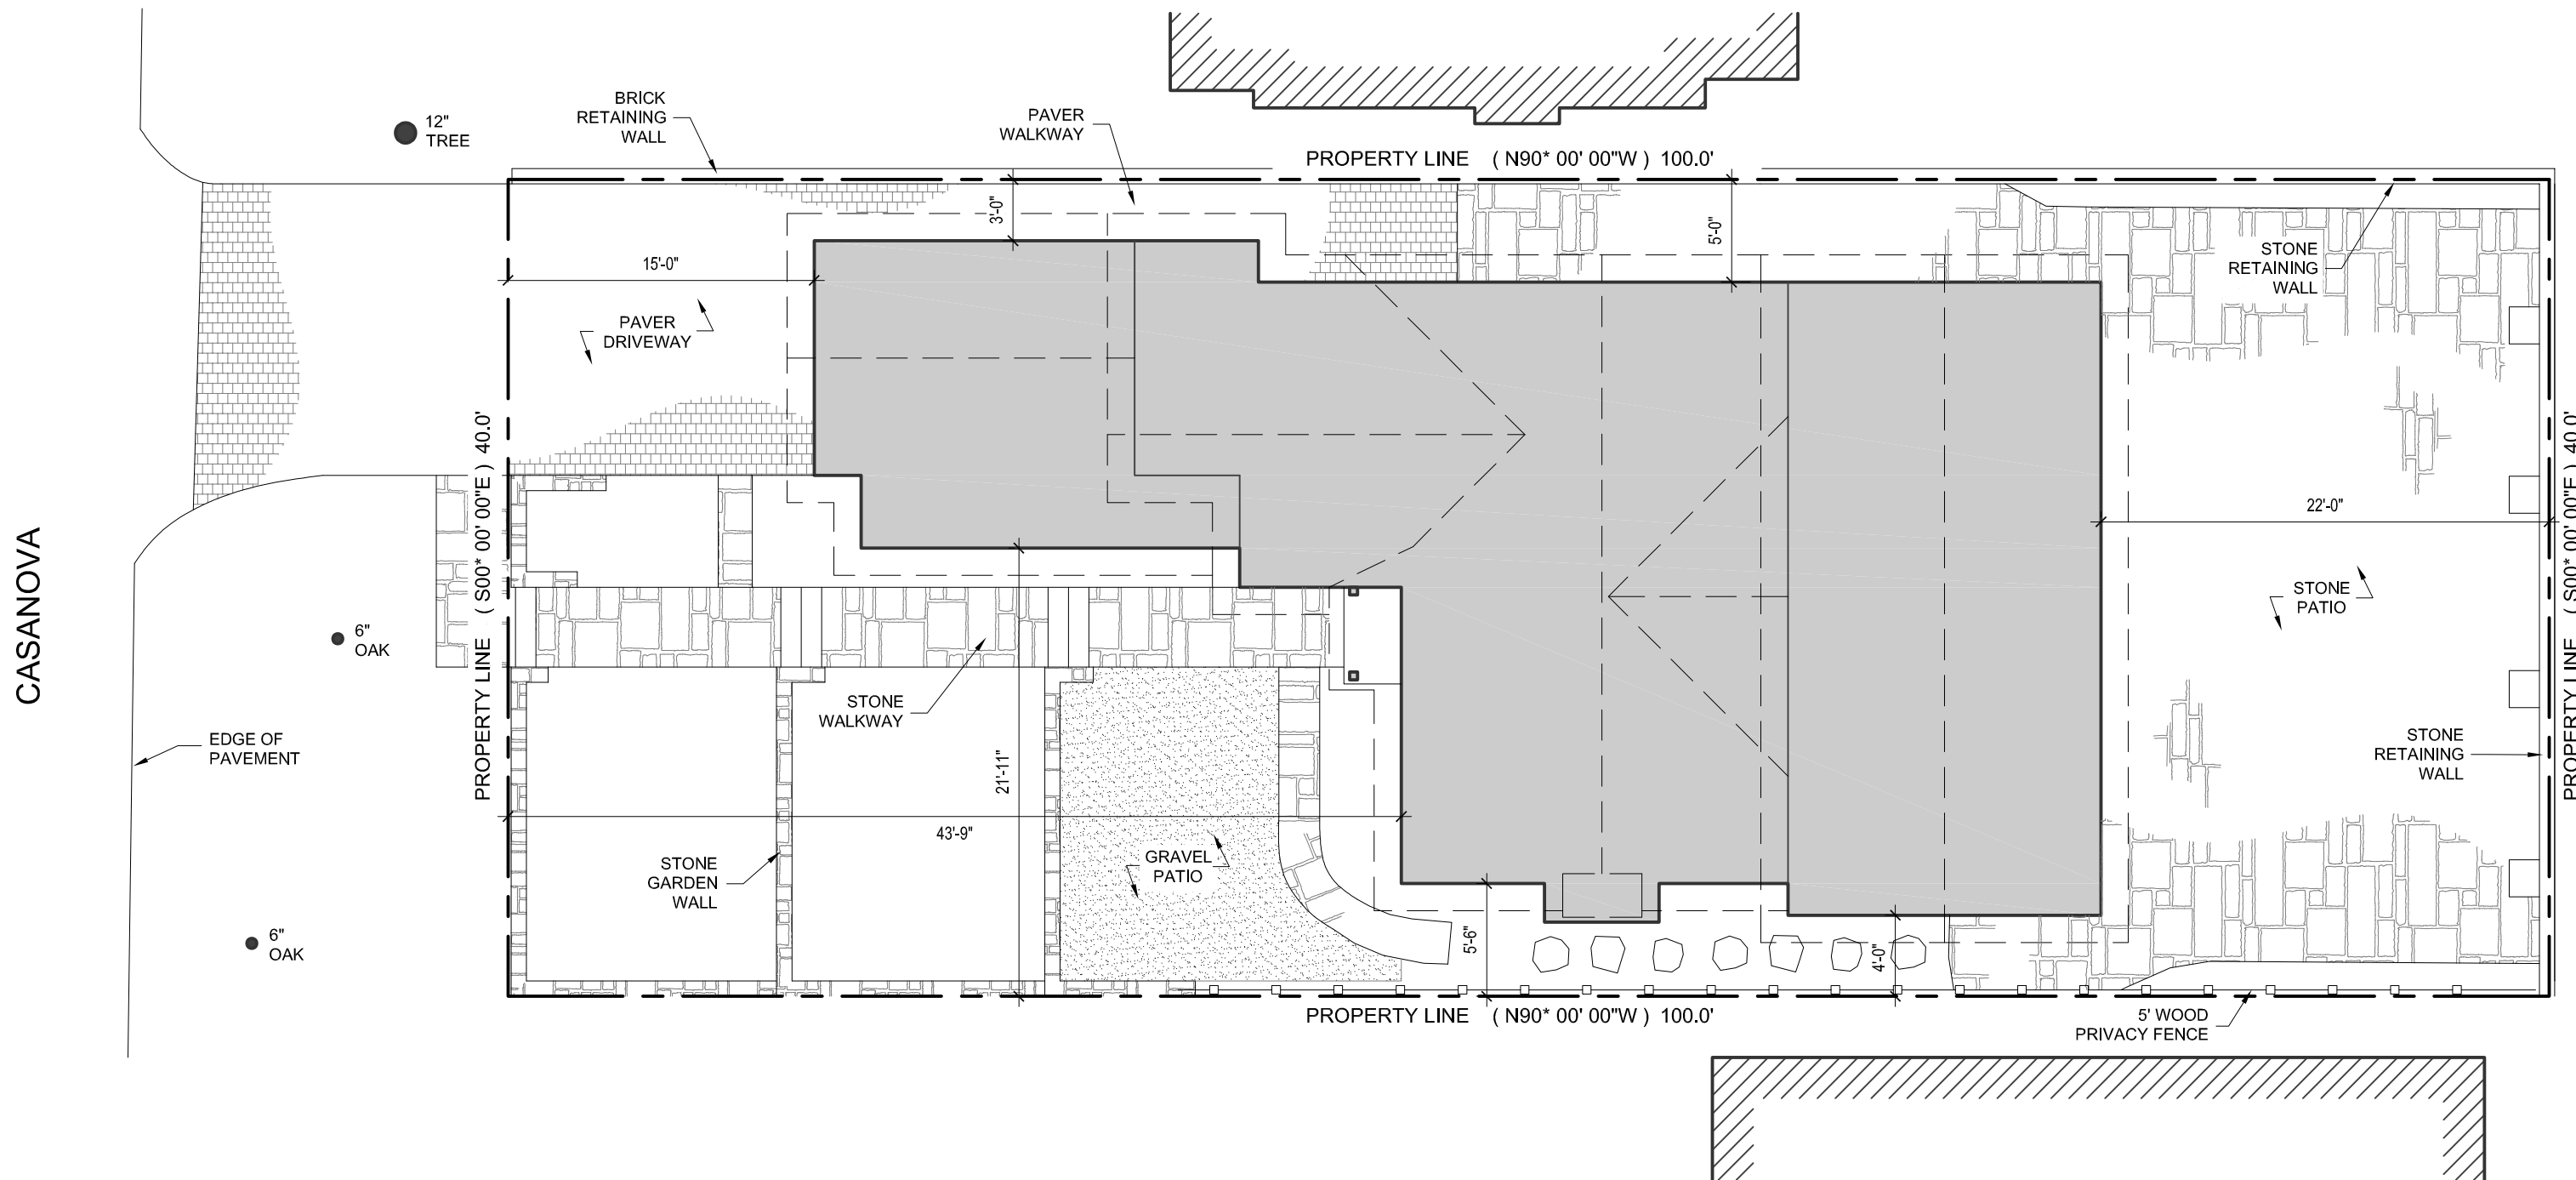 12"
TREE
BRICK
RETAINING
WALL
PAVER
WALKWAY
PROPERTY LINE ( N90* 00' 00"W ) 100.0'
3'-0"
5'-0"
15'-0"
PAVER
DRIVEWAY
STONE
RETAINING
WALL
CASANOVA
PROPERTY LINE ( S00* 00' 00"E ) 40.0'
22'-0"
PROPERTY LINE ( S00* 00' 00"E ) 40.0'
STONE
PATIO
6"
OAK
STONE
WALKWAY
EDGE OF
PAVEMENT
21'-11"
STONE
RETAINING
WALL
43'-9"
STONE
GARDEN
WALL
GRAVEL
PATIO
6"
OAK
5'-6"
4'-0"
PROPERTY LINE ( N90* 00' 00"W ) 100.0'
5' WOOD
PRIVACY FENCE